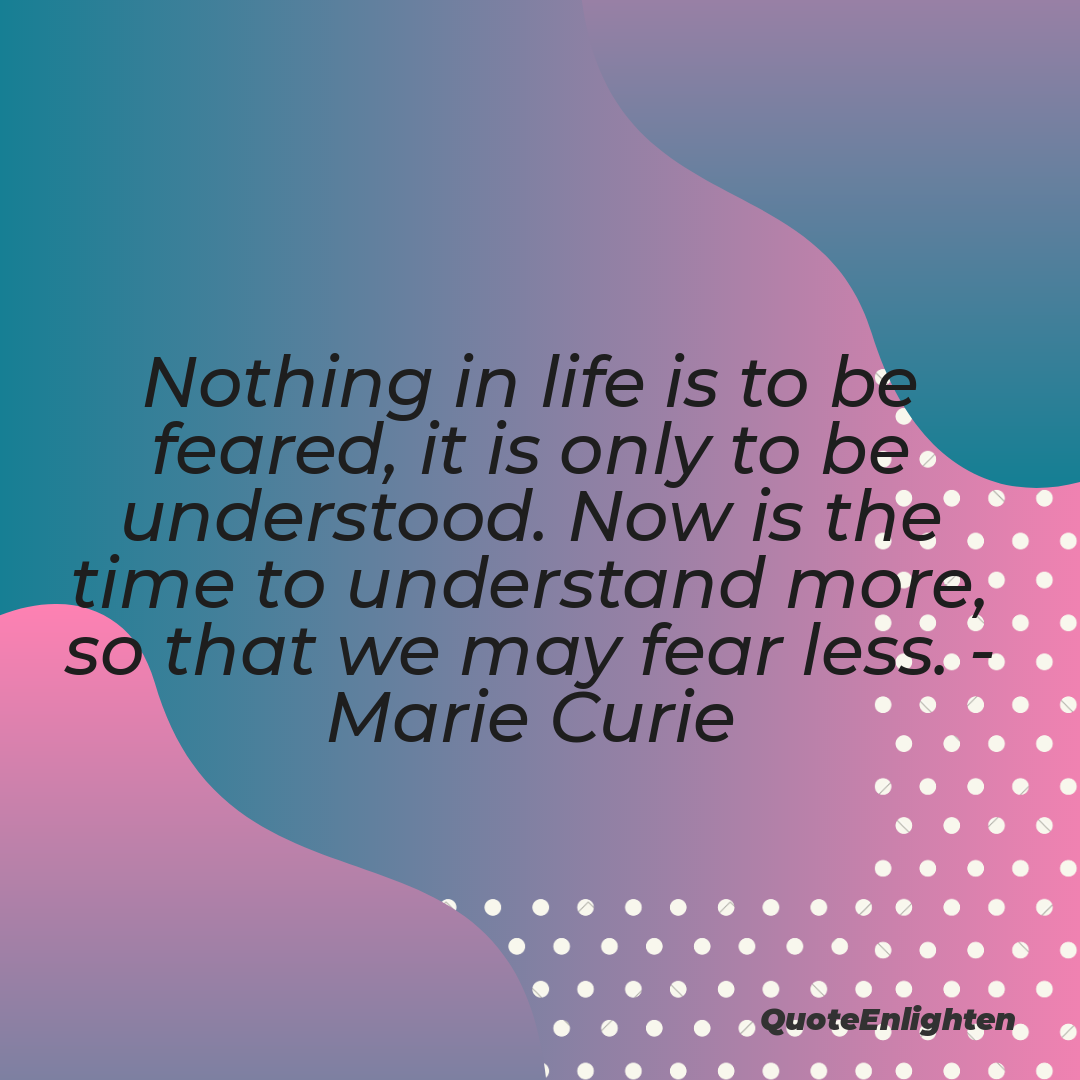 Nothing in life is to be
feared, it is only to be
understood. Now is the
time to understand more,
so that we may fear less. -
Marie Curie
QuoteEnlighten